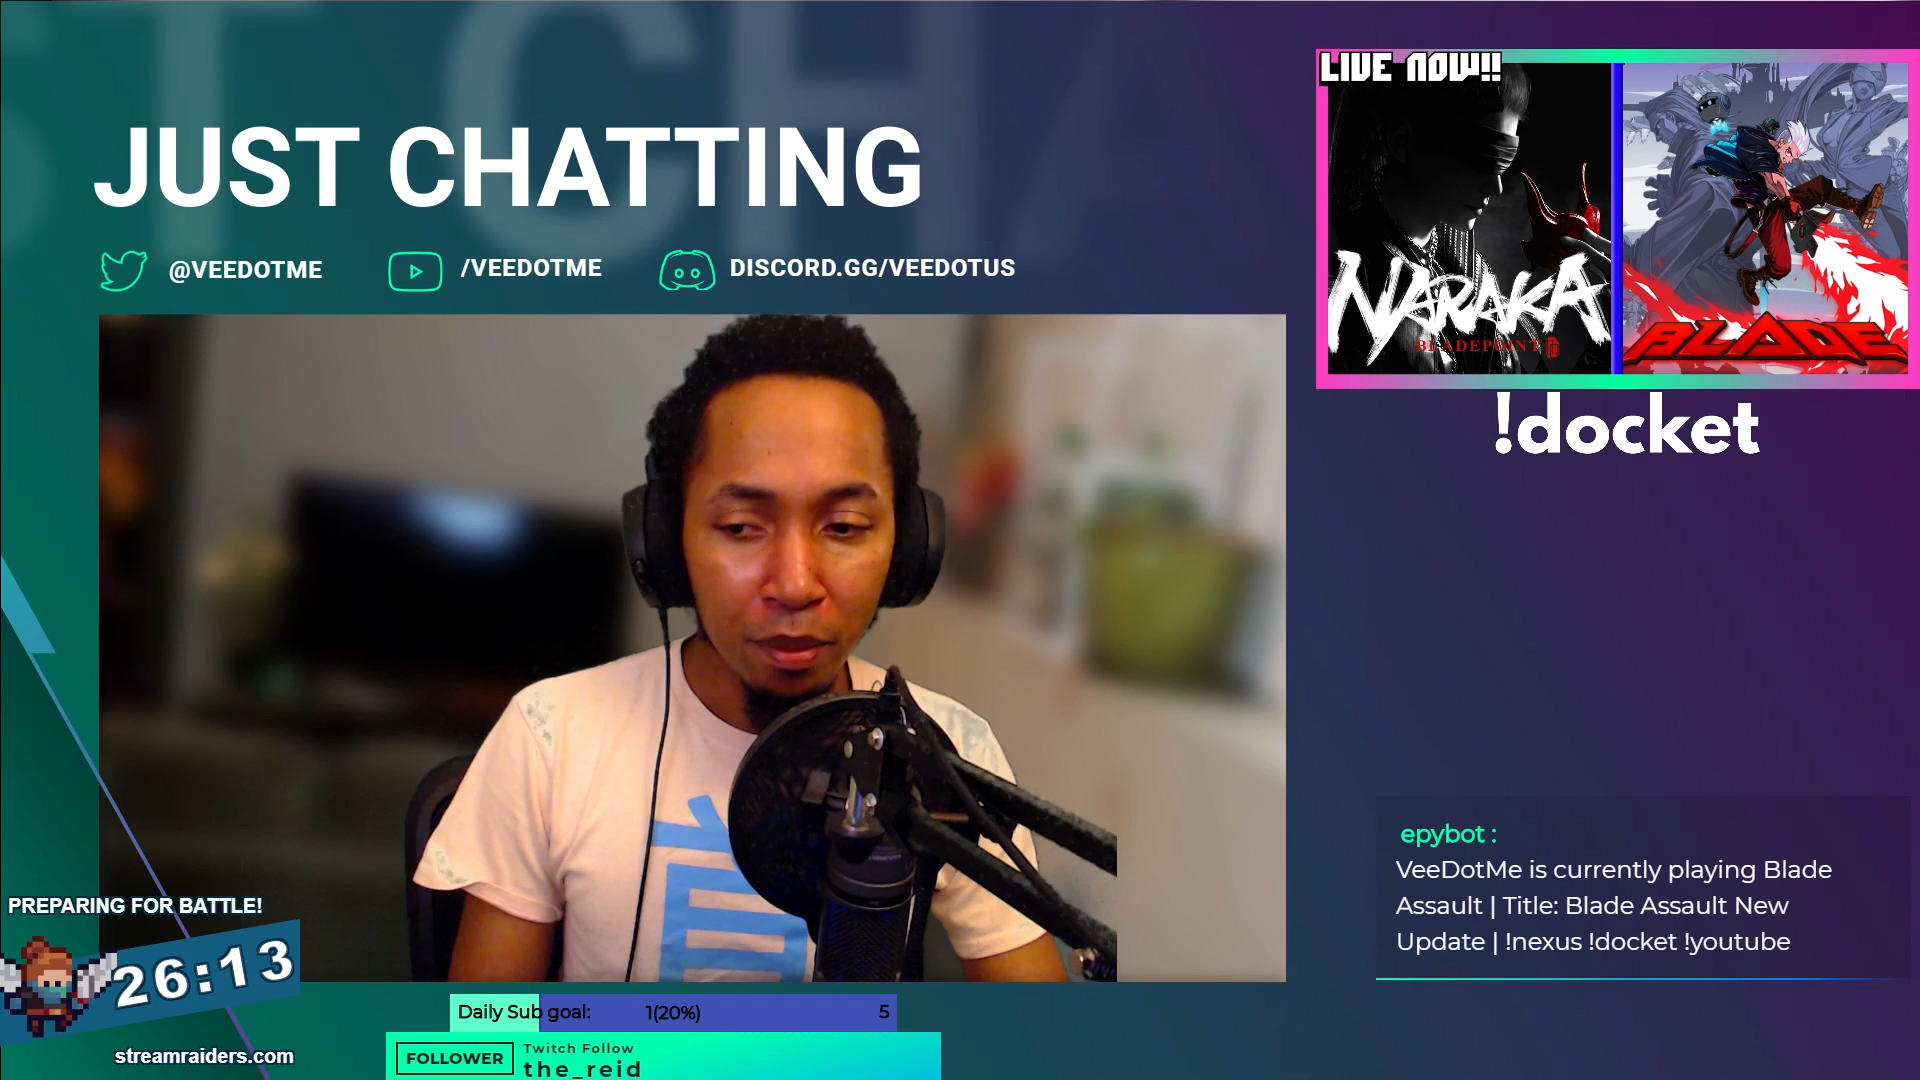 JUST CHATTING
@VEEDOTME
/VEEDOTME
DISCORD.GG/VEEDOTUS
LIVE NOW!!
NARAKA
BLADEPOINT
BLADE
!docket
epybot :
VeeDotMe is currently playing Blade
Assault | Title: Blade Assault New
Update | !nexus !docket !youtube
PREPARING FOR BATTLE!
26:13
streamraiders.com
Daily Sub goal: 1(20%) 5
FOLLOWER
Twitch Follow
the_reid